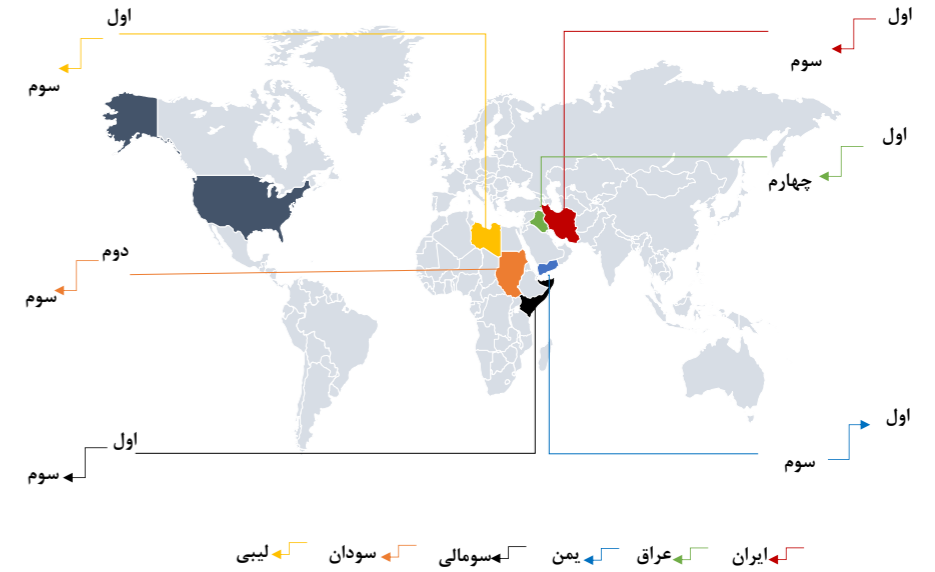 اول
سوم
اول
سوم
اول
چهارم
دوم
سوم
اول
سوم
اول
سوم
ایران
عراق
یمن
سومالی
سودان
لیبی